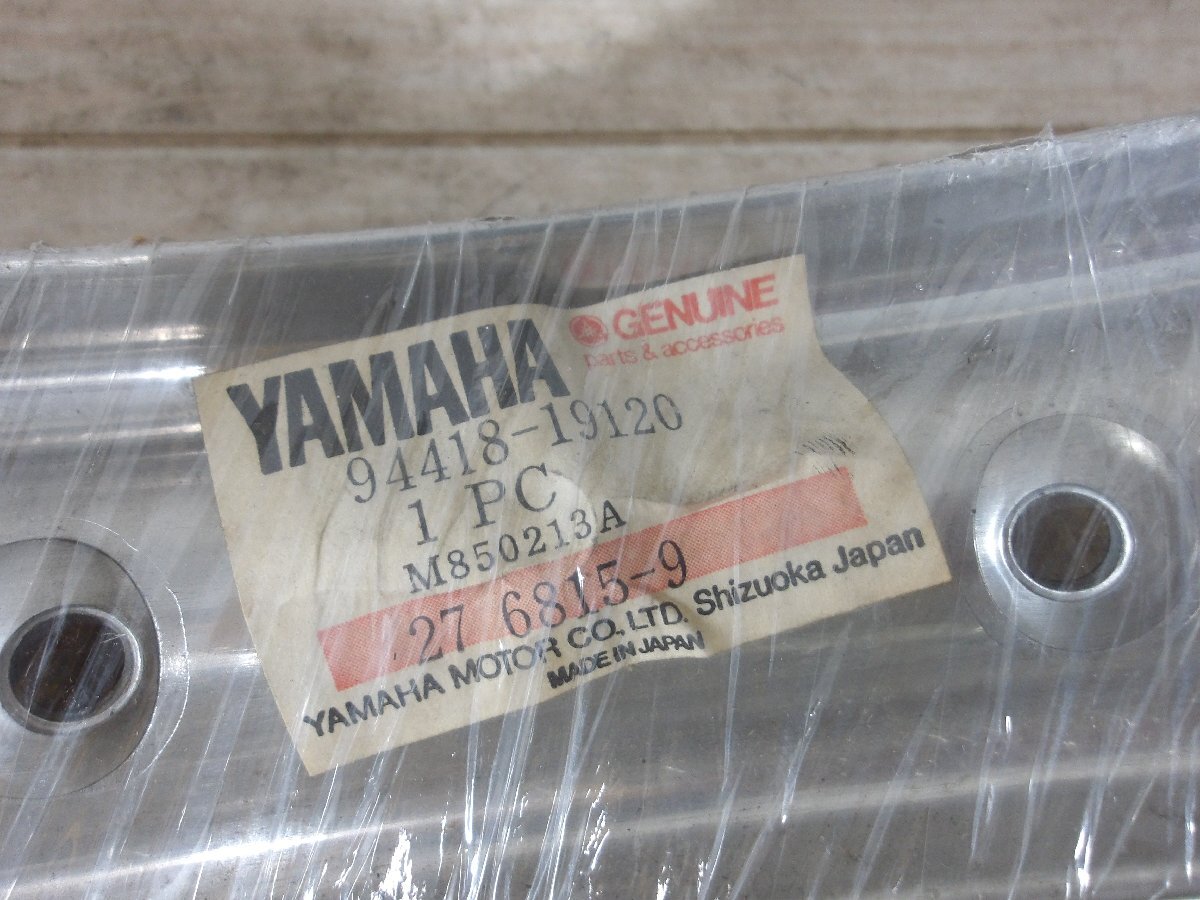 YAMAHA GENUINE
parts & accessories
94418-19120
1 PC
M850213A
27 6815-9
YAMAHA MOTOR CO., LTD. Shizuoka Japan
MADE IN JAPAN